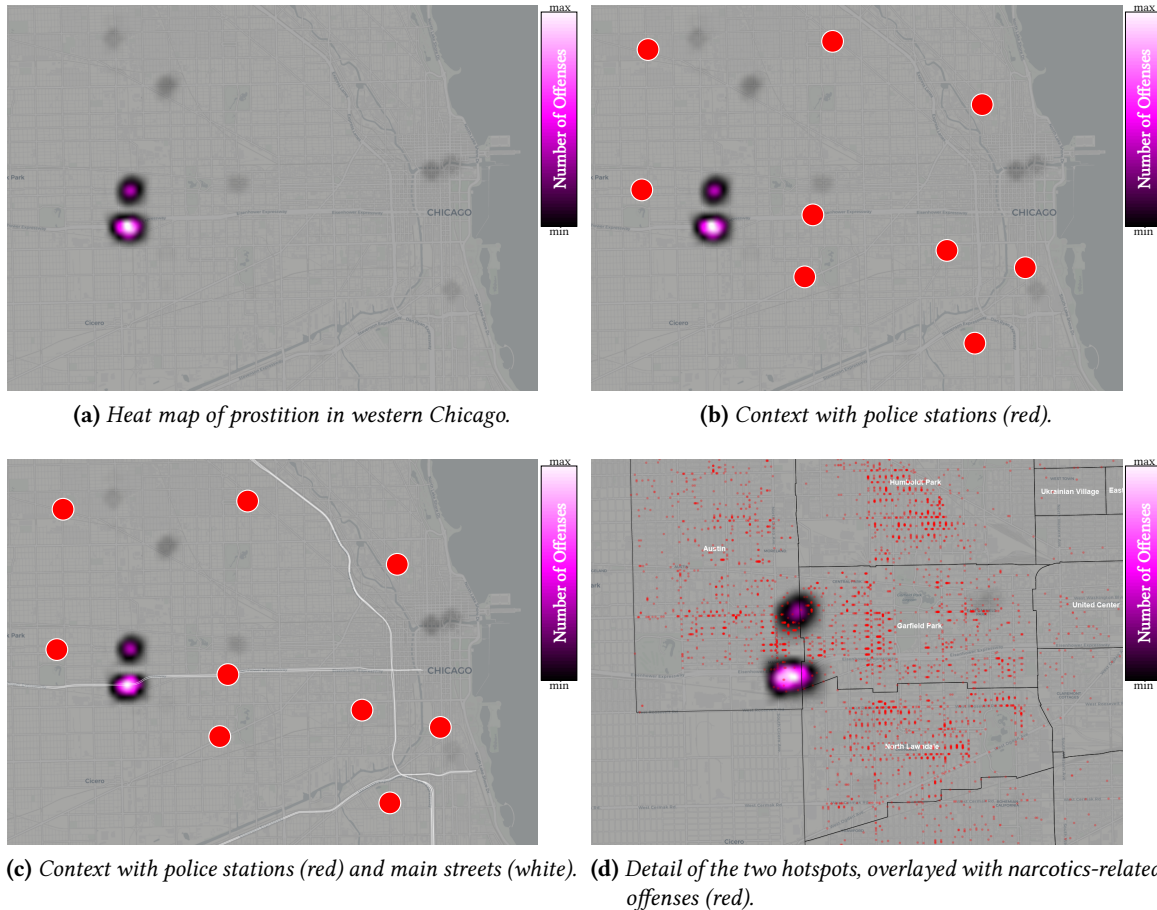 max
Number of Offenses
min
k Park
CHICAGO
Cicero
(a) Heat map of prostition in western Chicago.
max
Number of Offenses
min
k Park
CHICAGO
Cicero
(b) Context with police stations (red).
max
Number of Offenses
min
k Park
CHICAGO
Cicero
(c) Context with police stations (red) and main streets (white).
max
Number of Offenses
min
Humboldt Park
Ukrainian Village
East
Austin
United Center
Garfield Park
North Lawndale
Cicero
(d) Detail of the two hotspots, overlayed with narcotics-related
offenses (red).